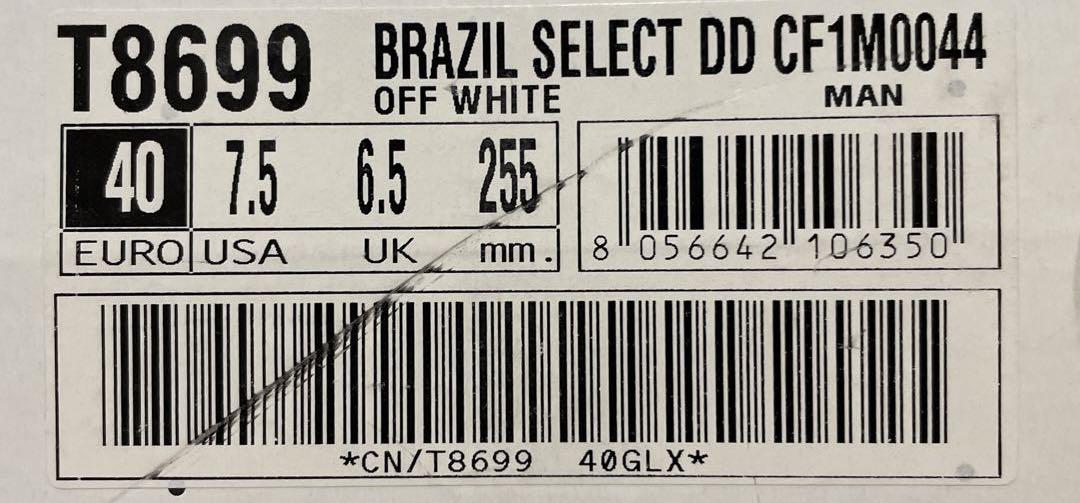 T8699
BRAZIL SELECT DD CF1M0044
OFF WHITE MAN
40 7.5 6.5 255
EURO USA UK mm.
8 056642 106350
*CN/T8699 40GLX*